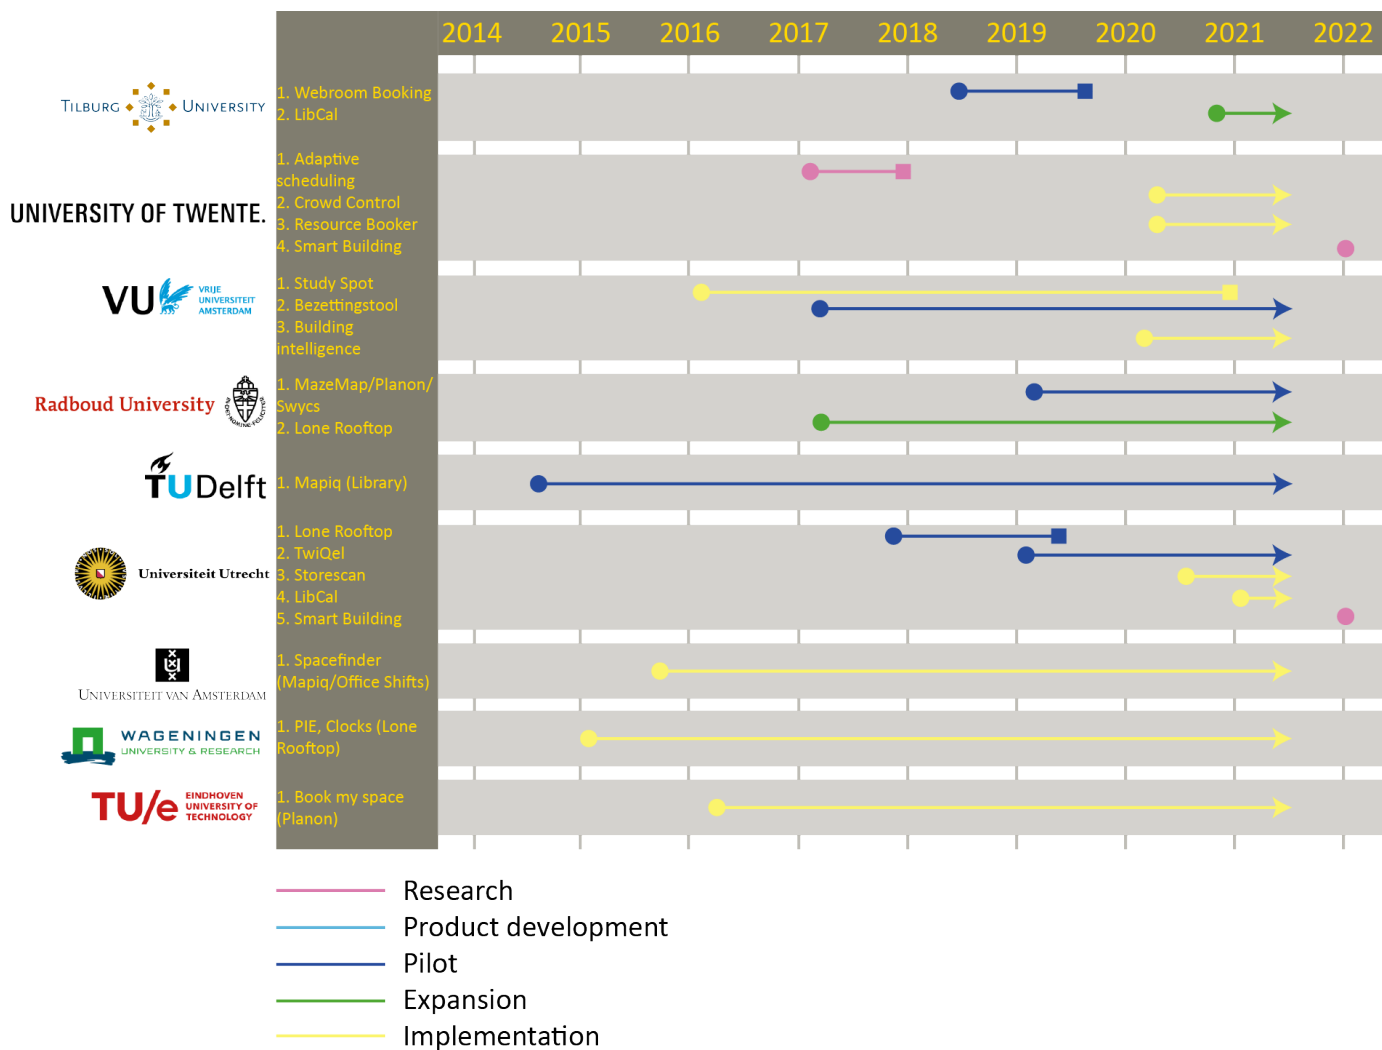 2014 2015 2016 2017 2018 2019 2020 2021 2022
TILBURG UNIVERSITY
1. Webroom Booking
2. LibCal
UNIVERSITY OF TWENTE.
1. Adaptive
scheduling
2. Crowd Control
3. Resource Booker
4. Smart Building
VU VRIJE
UNIVERSITEIT
AMSTERDAM
1. Study Spot
2. Bezettingstool
3. Building
intelligence
Radboud University
1. MazeMap/Planon/
Swycs
2. Lone Rooftop
TUDelft
1. Mapiq (Library)
Universiteit Utrecht
1. Lone Rooftop
2. TwiQel
3. Storescan
4. LibCal
5. Smart Building
UNIVERSITEIT VAN AMSTERDAM
1. Spacefinder
(Mapiq/Office Shifts)
WAGENINGEN
UNIVERSITY & RESEARCH
1. PIE, Clocks (Lone
Rooftop)
TU/e EINDHOVEN
UNIVERSITY OF
TECHNOLOGY
1. Book my space
(Planon)
Research
Product development
Pilot
Expansion
Implementation